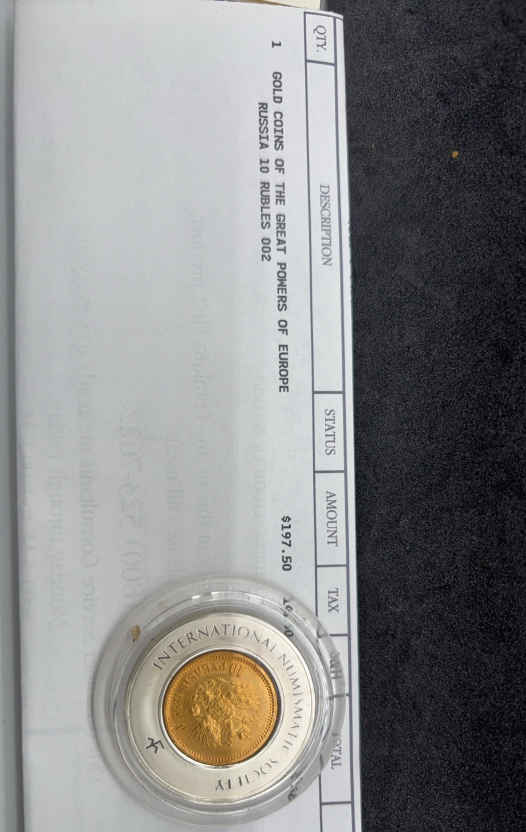 QTY. DESCRIPTION STATUS AMOUNT TAX
1 GOLD COINS OF THE GREAT POWERS OF EUROPE $197.50
RUSSIA 10 RUBLES 002
INTERNATIONAL NUMISMATIC SOCIETY